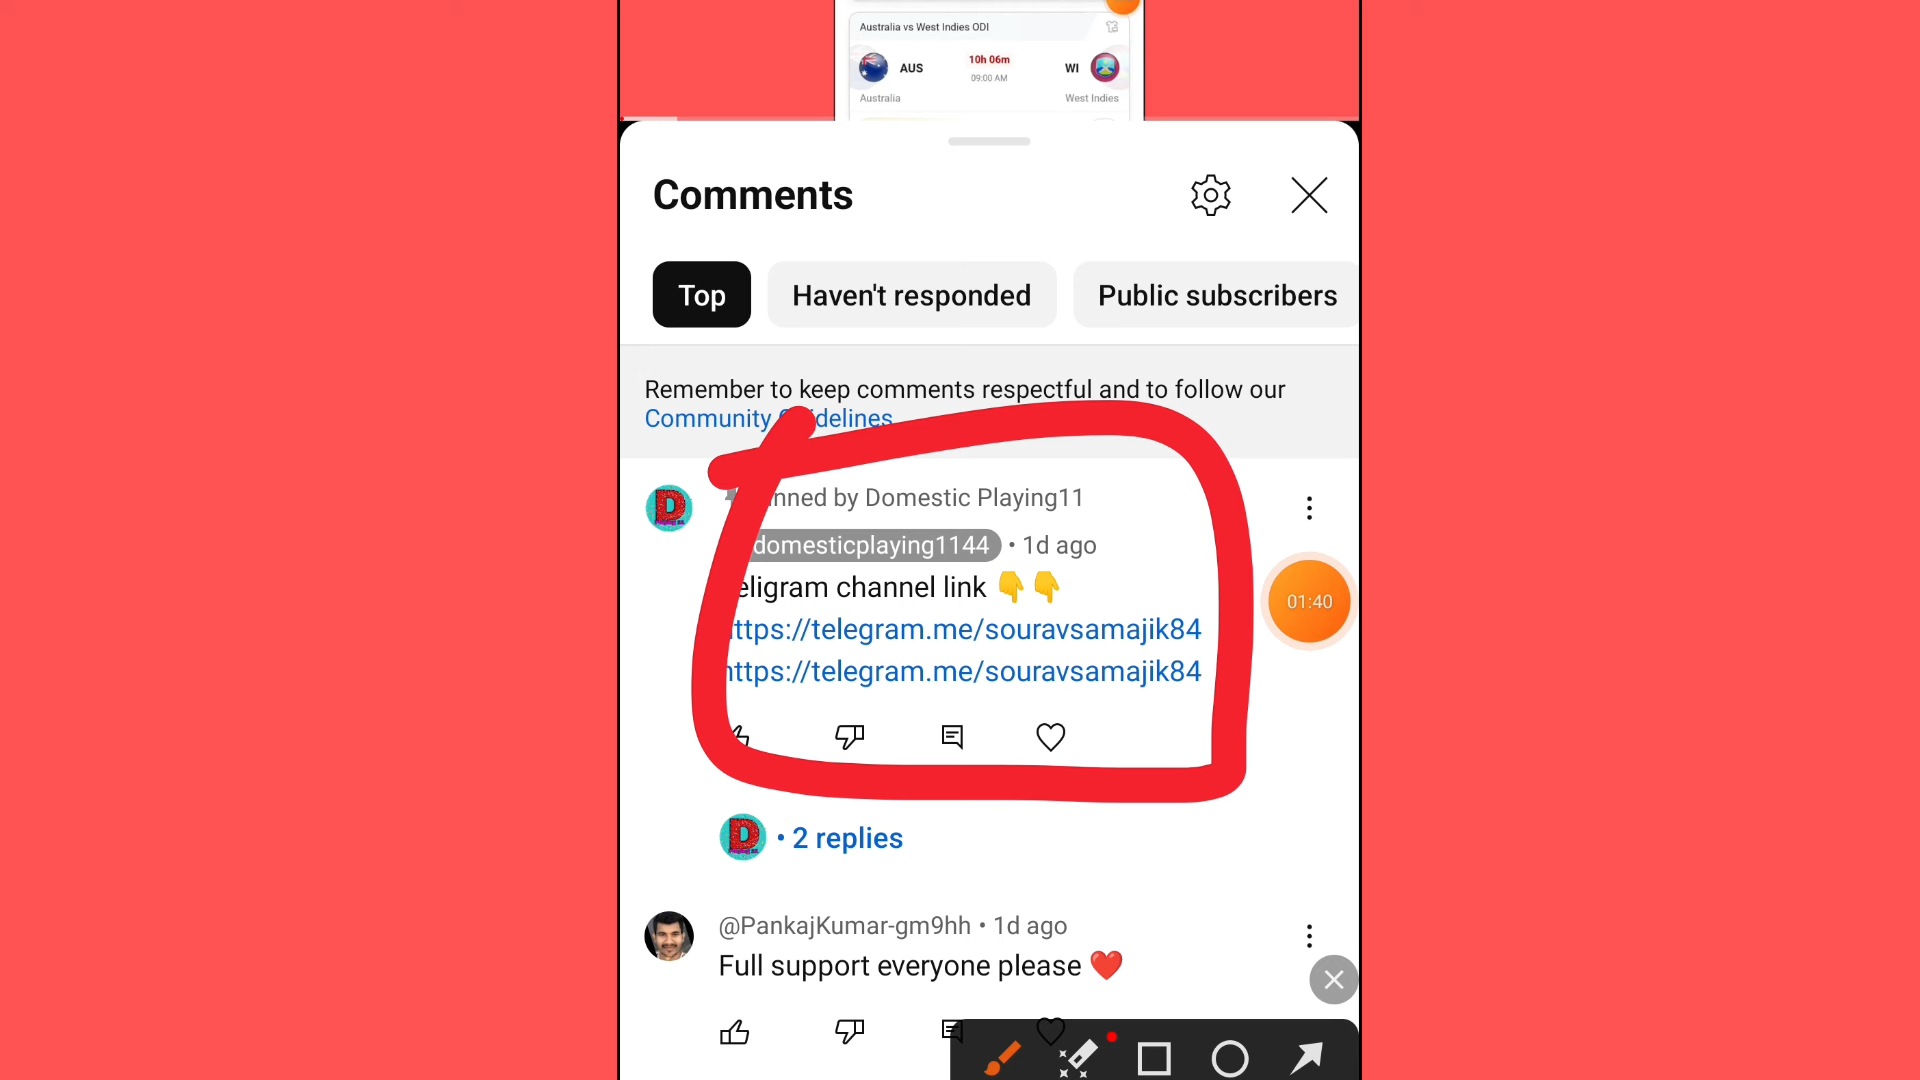 Australia vs West Indies ODI
AUS 10h 06m WI
09:00 AM
Australia West Indies
Comments
Top Haven't responded Public subscribers
Remember to keep comments respectful and to follow our
Community delines
nned by Domestic Playing11
domesticplaying1144 • 1d ago
eligram channel link 👇👇
ttps://telegram.me/souravsamajik84
https://telegram.me/souravsamajik84
01:40
• 2 replies
@PankajKumar-gm9hh • 1d ago
Full support everyone please ❤️